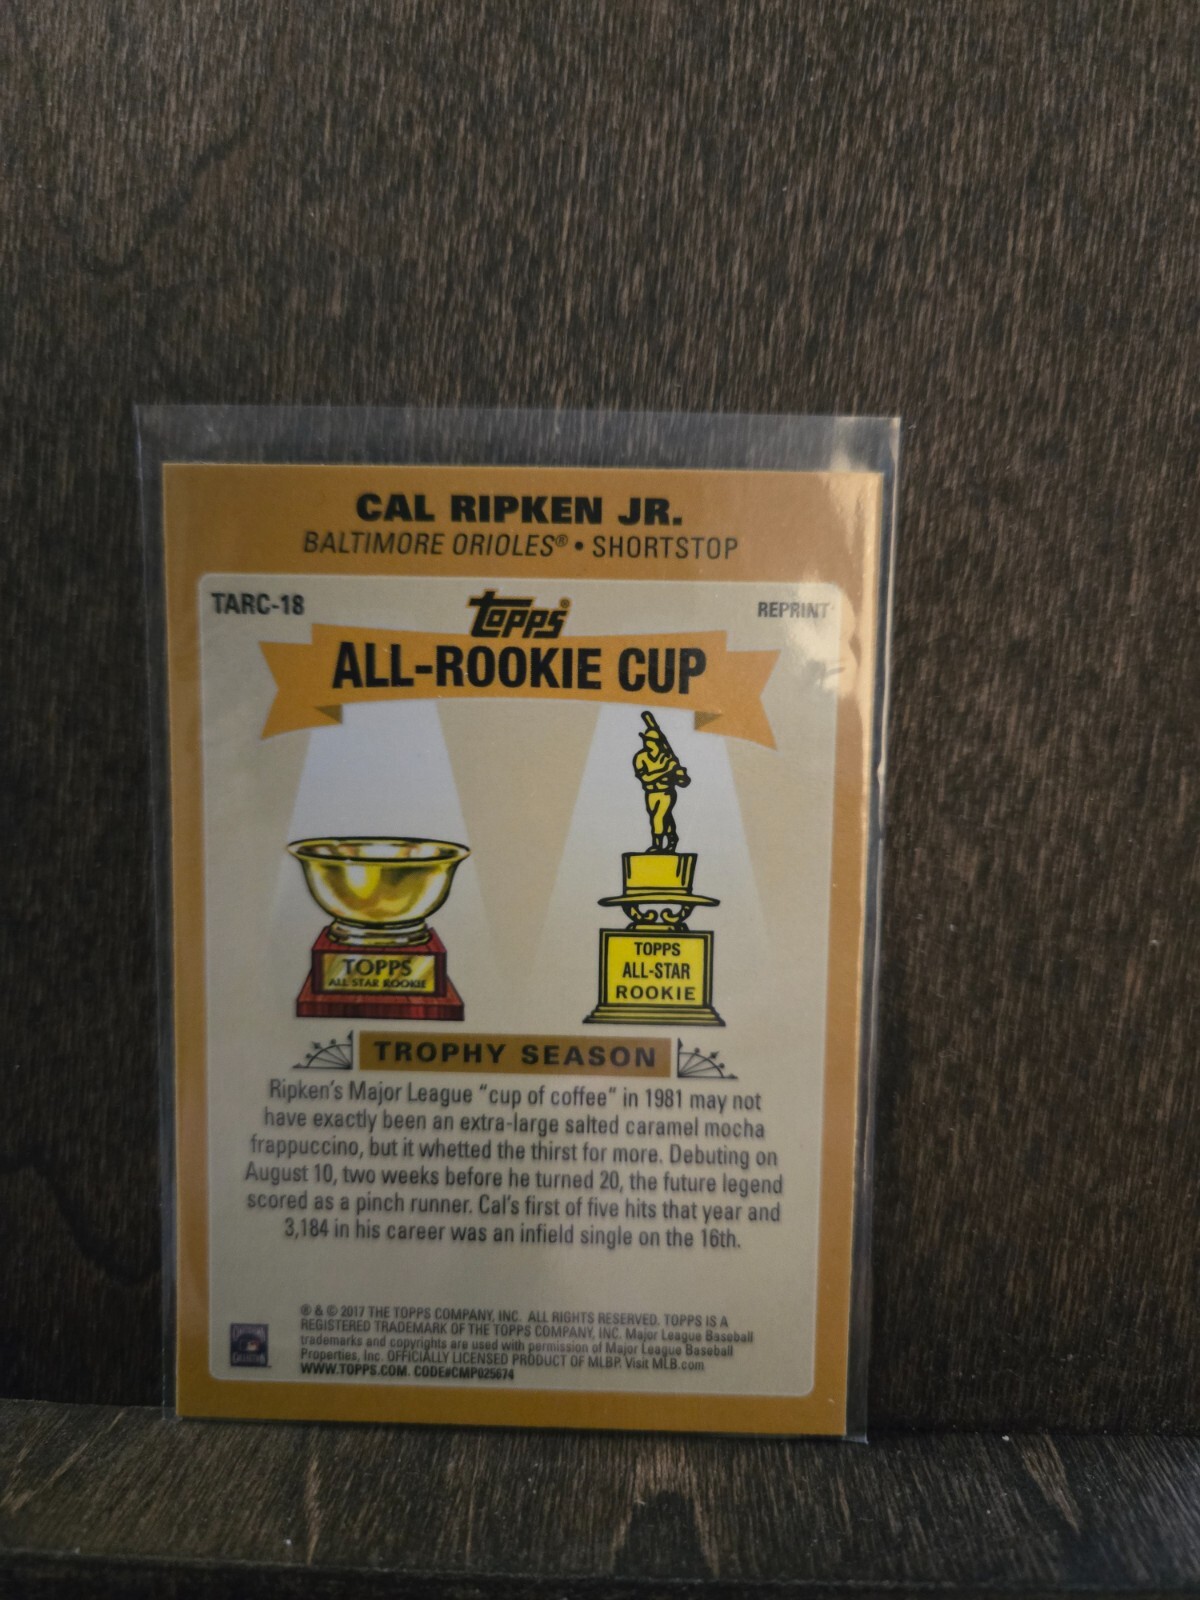 CAL RIPKEN JR.
BALTIMORE ORIOLES® • SHORTSTOP
TARC-18
Topps®
REPRINT
ALL-ROOKIE CUP
TOPPS
ALL STAR ROOKIE
TOPPS
ALL-STAR
ROOKIE
TROPHY SEASON
Ripken's Major League "cup of coffee" in 1981 may not
have exactly been an extra-large salted caramel mocha
frappuccino, but it whetted the thirst for more. Debuting on
August 10, two weeks before he turned 20, the future legend
scored as a pinch runner. Cal's first of five hits that year and
3,184 in his career was an infield single on the 16th.
® & © 2017 THE TOPPS COMPANY, INC. ALL RIGHTS RESERVED. TOPPS IS A
REGISTERED TRADEMARK OF THE TOPPS COMPANY, INC. Major League Baseball
trademarks and copyrights are used with permission of Major League Baseball
Properties, Inc. OFFICIALLY LICENSED PRODUCT OF MLBP. Visit MLB.com
WWW.TOPPS.COM. CODE#CMP025674